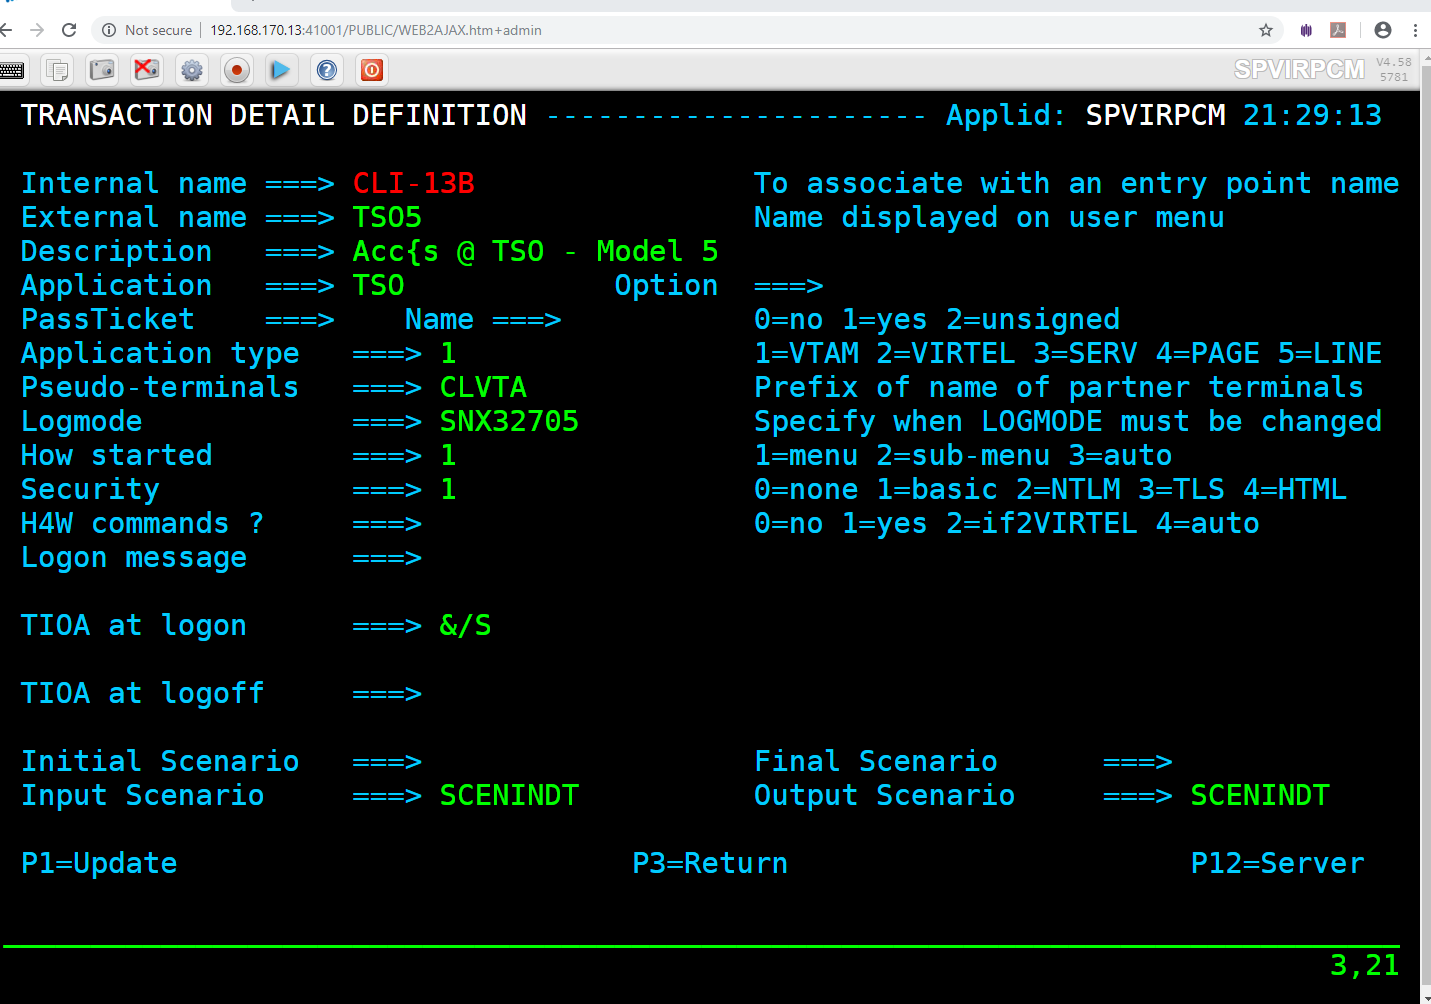 Not secure | 192.168.170.13:41001/PUBLIC/WEB2AJAX.htm+admin
SPVIRPCM V4.58
5781
TRANSACTION DETAIL DEFINITION ---------------------- Applid: SPVIRPCM 21:29:13
Internal name ===> CLI-13B To associate with an entry point name
External name ===> TSO5 Name displayed on user menu
Description ===> Acc{s @ TSO - Model 5
Application ===> TSO Option ===>
PassTicket ===> Name ===> 0=no 1=yes 2=unsigned
Application type ===> 1 1=VTAM 2=VIRTEL 3=SERV 4=PAGE 5=LINE
Pseudo-terminals ===> CLVTA Prefix of name of partner terminals
Logmode ===> SNX32705 Specify when LOGMODE must be changed
How started ===> 1 1=menu 2=sub-menu 3=auto
Security ===> 1 0=none 1=basic 2=NTLM 3=TLS 4=HTML
H4W commands ? ===> 0=no 1=yes 2=if2VIRTEL 4=auto
Logon message ===>
TIOA at logon ===> &/S
TIOA at logoff ===>
Initial Scenario ===> Final Scenario ===>
Input Scenario ===> SCENINDT Output Scenario ===> SCENINDT
P1=Update P3=Return P12=Server
3,21